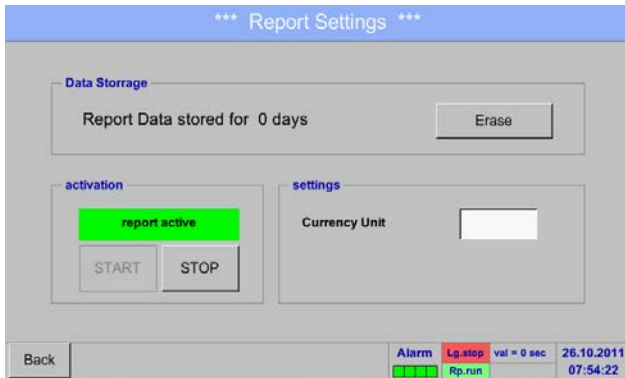 *** Report Settings ***
Data Storrage
Report Data stored for 0 days
Erase
activation
report active
START
STOP
settings
Currency Unit
Back
Alarm
Lg.stop
val = 0 sec
26.10.2011
Rp.run
07:54:22